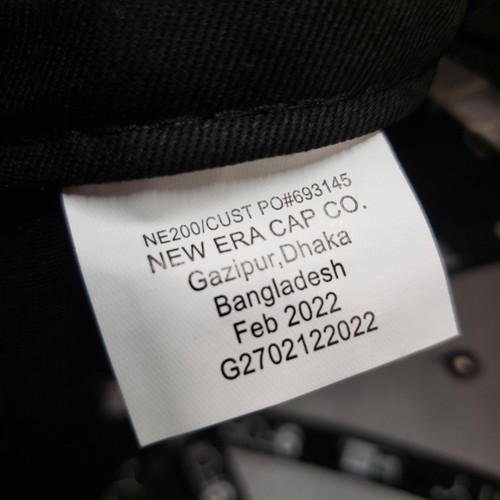 NE200/CUST PO#693145
NEW ERA CAP CO.
Gazipur,Dhaka
Bangladesh
Feb 2022
G2702122022